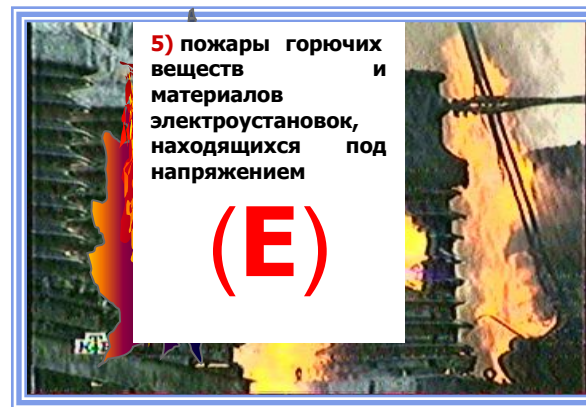 5) пожары горючих
веществ и
материалов
электроустановок,
находящихся под
напряжением
(E)